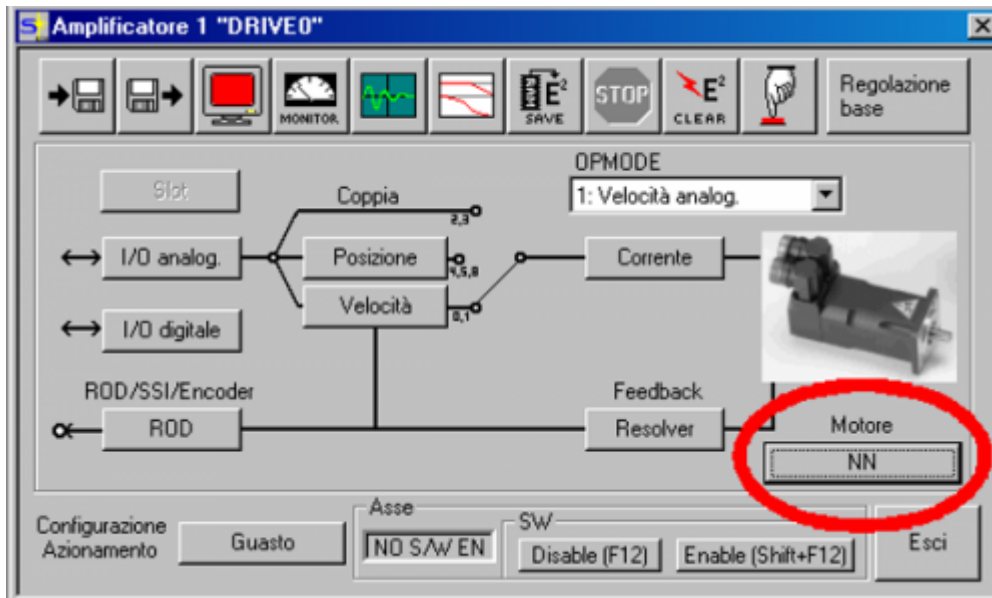 Amplificatore 1 "DRIVE0"
MONITOR
E²
SAVE
STOP
E²
CLEAR
Regolazione
base
OPMODE
1: Velocità analog.
Slot
Coppia
2,3
I/O analog.
Posizione
4,5,8
Corrente
Velocità
0,1
I/O digitale
ROD/SSI/Encoder
ROD
Feedback
Resolver
Motore
NN
Configurazione
Azionamento
Guasto
Asse
NO S/W EN
SW
Disable (F12)
Enable (Shift+F12)
Esci